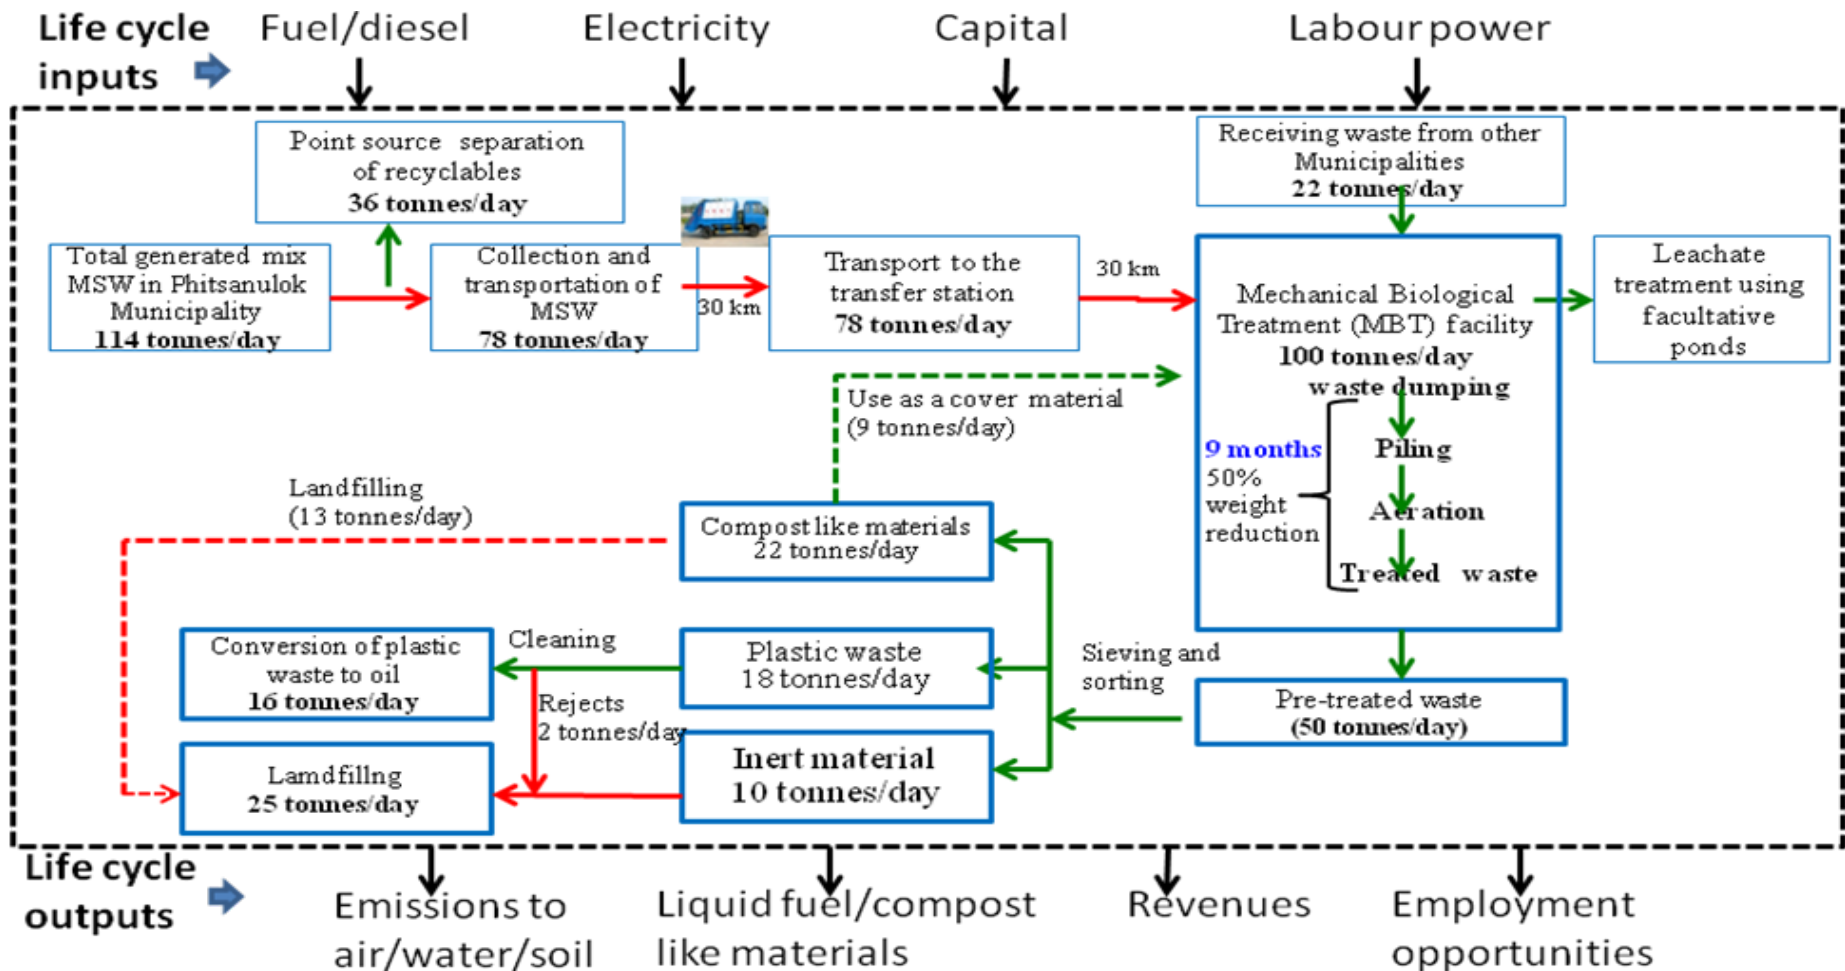 Life cycle
inputs
Fuel/diesel
Electricity
Capital
Labour power
Point source separation
of recyclables
36 tonnes/day
Receiving waste from other
Municipalities
22 tonnes/day
Total generated mix
MSW in Phitsanulok
Municipality
114 tonnes/day
Collection and
transportation of
MSW
78 tonnes/day
30 km
Transport to the
transfer station
78 tonnes/day
30 km
Mechanical Biological
Treatment (MBT) facility
100 tonnes/day
waste dumping
9 months
50%
weight
reduction
Piling
Aeration
Treated waste
Leachate
treatment using
facultative
ponds
Use as a cover material
(9 tonnes/day)
Landfilling
(13 tonnes/day)
Compost like materials
22 tonnes/day
Conversion of plastic
waste to oil
16 tonnes/day
Cleaning
Plastic waste
18 tonnes/day
Sieving and
sorting
Pre-treated waste
(50 tonnes/day)
Rejects
2 tonnes/day
Lamdfillng
25 tonnes/day
Inert material
10 tonnes/day
Life cycle
outputs
Emissions to
air/water/soil
Liquid fuel/compost
like materials
Revenues
Employment
opportunities